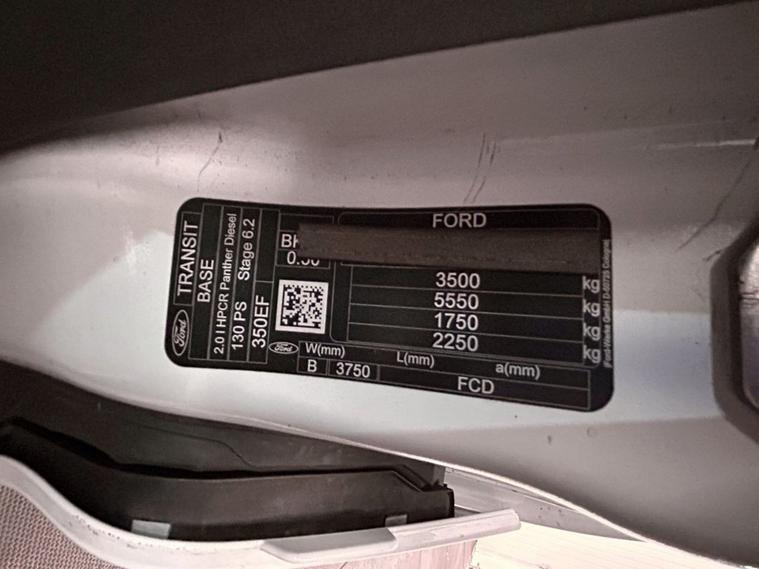 Ford
TRANSIT
BASE
2.0 l HPCR Panther Diesel
130 PS Stage 6.2
350EF
FORD
3500 kg
5550 kg
1750 kg
2250 kg
Ford
W(mm) L(mm) a(mm)
B 3750
FCD
Ford-Werke GmbH D-50725 Cologne